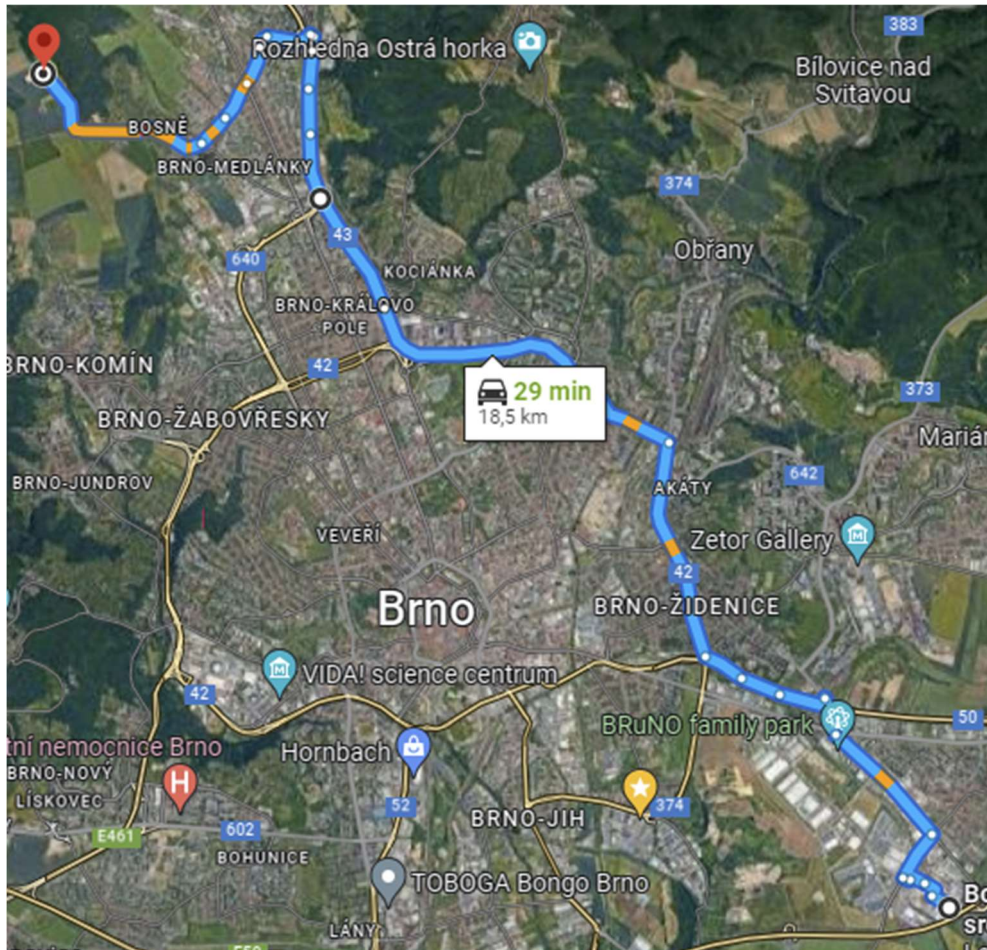 383
Rozhledna Ostrá horka
Bílovice nad
Svitavou
BOSNĚ
BRNO-MEDLÁNKY
374
43
Obřany
640
KOCIÁNKA
BRNO-KRÁLOVO
POLE
BRNO-KOMÍN
42
29 min
18,5 km
373
BRNO-ŽABOVŘESKY
Marián
BRNO-JUNDROV
AKÁTY
642
VEVEŘÍ
Zetor Gallery
42
Brno
BRNO-ŽIDENICE
VIDA! science centrum
42
BRuNO family park
50
tní nemocnice Brno
Hornbach
BRNO-NOVÝ
LÍSKOVEC
52
374
BRNO-JIH
E461
602
BOHUNICE
TOBOGA Bongo Brno
Bo
sro
LÁNY
E50